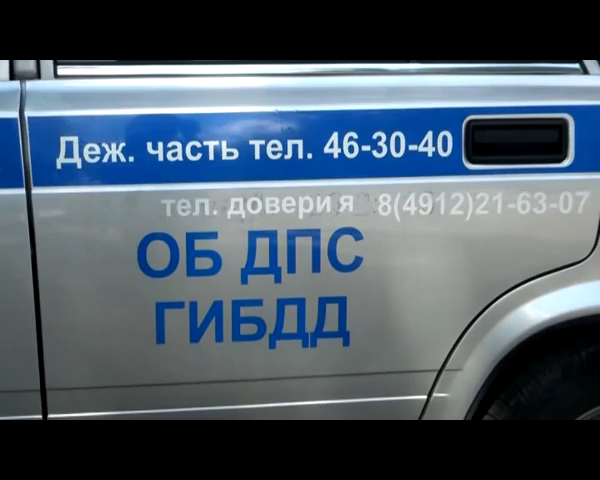 Деж. часть тел. 46-30-40
тел. доверия 8(4912)21-63-07
ОБ ДПС
ГИБДД